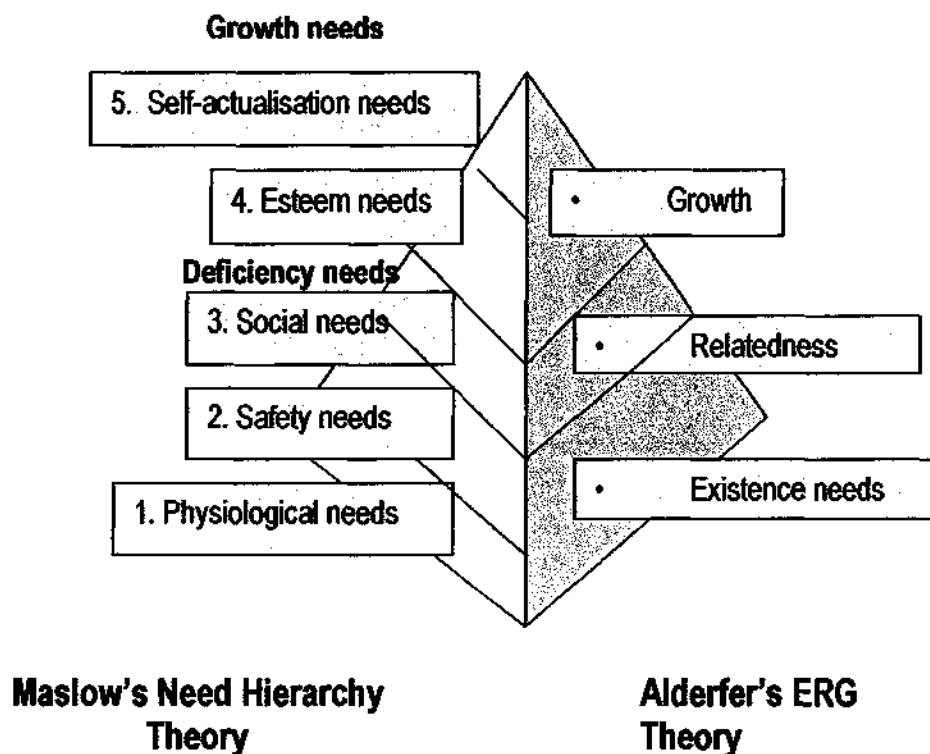 Growth needs
5. Self-actualisation needs
4. Esteem needs
• Growth
Deficiency needs
3. Social needs
• Relatedness
2. Safety needs
• Existence needs
1. Physiological needs
Maslow's Need Hierarchy
Theory
Alderfer's ERG
Theory